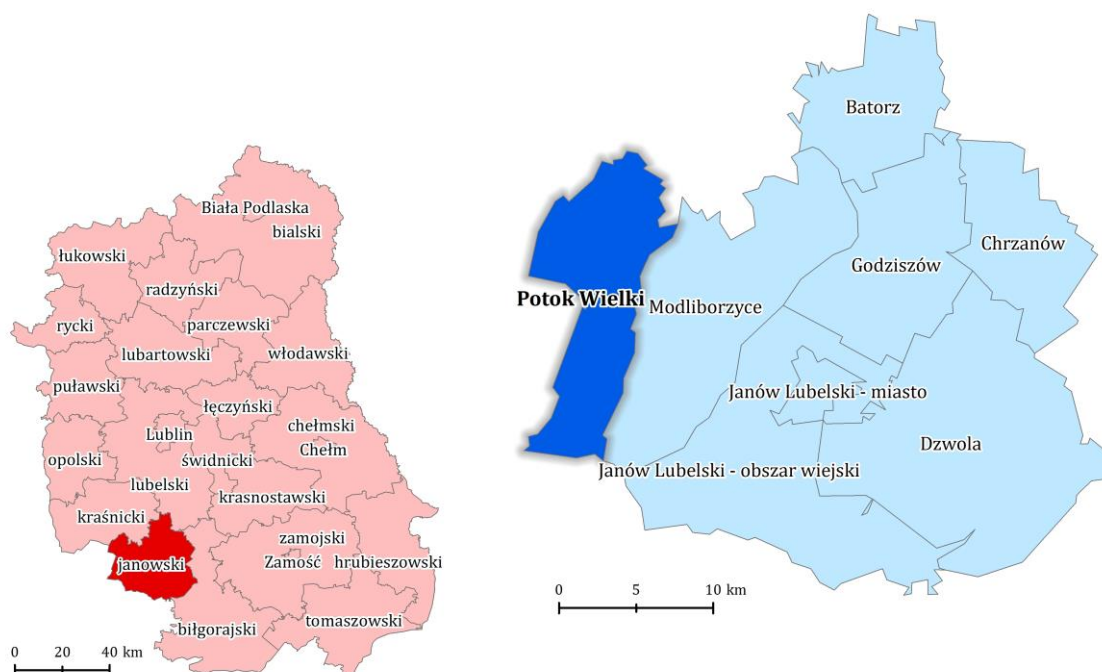 Biała Podlaska
bialski
łukowski
radzyński
parczewski
rycki
lubartowski
włodawski
puławski
łęczyński
chełmski
Lublin
Chełm
opolski
świdnicki
lubelski
krasnostawski
kraśnicki
zamojski
janowski
Zamość
hrubieszowski
tomaszowski
biłgorajski
0 20 40 km
Batorz
Chrzanów
Godziszów
Potok Wielki
Modliborzyce
Janów Lubelski - miasto
Dzwola
Janów Lubelski - obszar wiejski
0 5 10 km